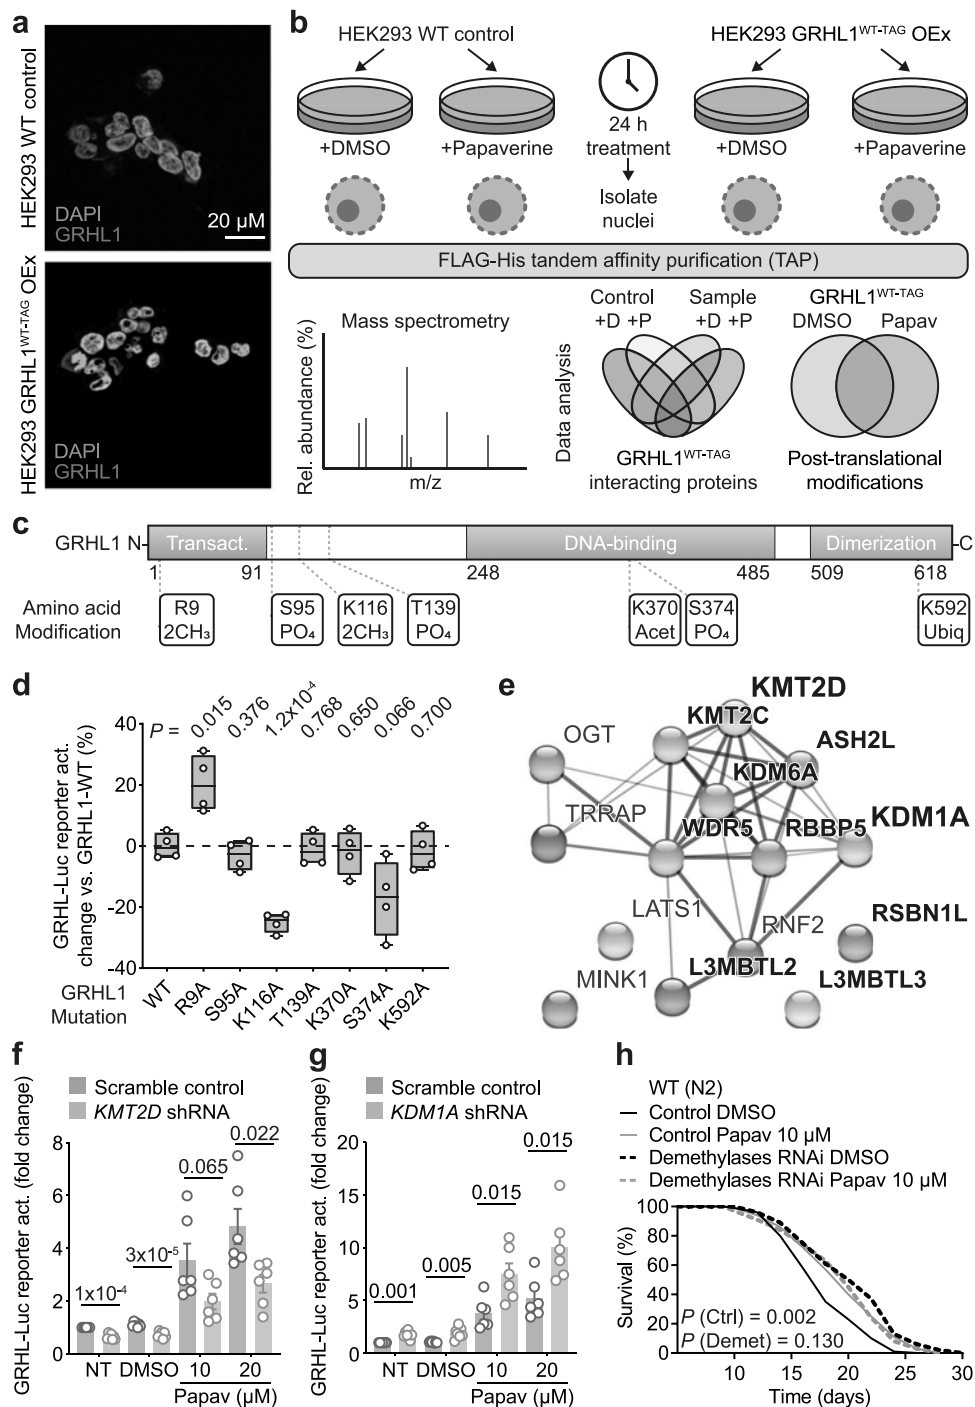 a
HEK293 WT control
DAPI
GRHL1
20 µM
HEK293 GRHL1WT-TAG OEx
DAPI
GRHL1
b
HEK293 WT control
HEK293 GRHL1WT-TAG OEx
+DMSO
+Papaverine
24 h
treatment
Isolate
nuclei
+DMSO
+Papaverine
FLAG-His tandem affinity purification (TAP)
Mass spectrometry
Rel. abundance (%)
m/z
Data analysis
Control
+D +P
Sample
+D +P
GRHL1WT-TAG
interacting proteins
GRHL1WT-TAG
DMSO
Papav
Post-translational
modifications
c
GRHL1 N-
Transact.
DNA-binding
Dimerization
-C
1 91 248 485 509 618
Amino acid
Modification
R9
2CH₃
S95
PO₄
K116
2CH₃
T139
PO₄
K370
Acet
S374
PO₄
K592
Ubiq
d
P =
0.015
0.376
1.2x10⁻⁴
0.768
0.650
0.066
0.700
GRHL-Luc reporter act.
change vs. GRHL1-WT (%)
40
20
0
-20
-40
GRHL1
Mutation
WT
R9A
S95A
K116A
T139A
K370A
S374A
K592A
e
KMT2D
KMT2C
OGT
ASH2L
KDM6A
TRRAP
KDM1A
WDR5
RBBP5
LATS1
RNF2
RSBN1L
MINK1
L3MBTL2
L3MBTL3
f
Scramble control
KMT2D shRNA
GRHL-Luc reporter act. (fold change)
8
6
4
2
0
1x10⁻⁴
3x10⁻⁵
0.065
0.022
NT DMSO 10 20
Papav (µM)
g
Scramble control
KDM1A shRNA
GRHL-Luc reporter act. (fold change)
20
15
10
5
0
0.001
0.005
0.015
0.015
NT DMSO 10 20
Papav (µM)
h
WT (N2)
Control DMSO
Control Papav 10 µM
Demethylases RNAi DMSO
Demethylases RNAi Papav 10 µM
Survival (%)
100
80
60
40
20
0
P (Ctrl) = 0.002
P (Demet) = 0.130
10 15 20 25 30
Time (days)